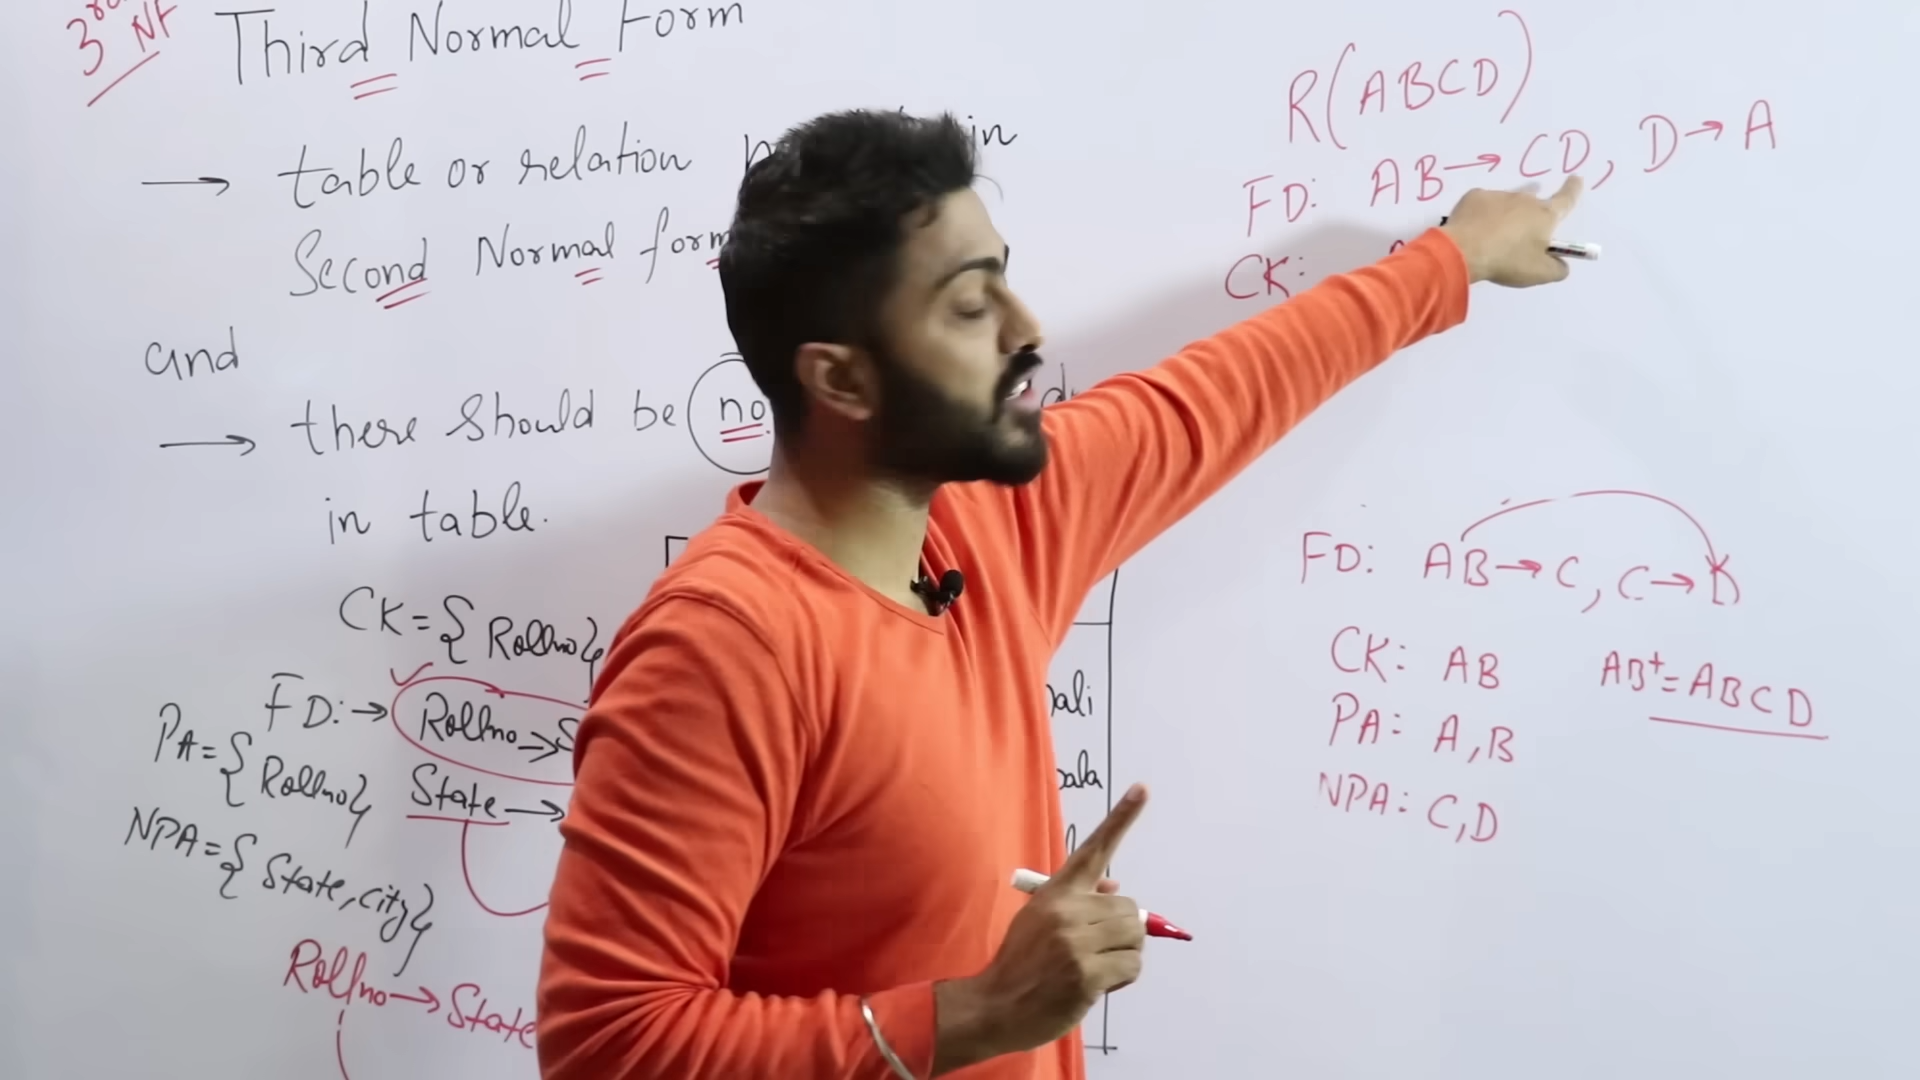 3rd NF
Third Normal Form
→ table or relation in
Second Normal form
and
→ there should be no
in table.
CK = {Rollno}
FD: → Rollno →
State →
PA = {Rollno}
NPA = {State, city}
Rollno → State
R(ABCD)
FD: AB → CD, D → A
CK:
FD: AB → C, C → D
CK: AB AB⁺ = ABCD
PA: A, B
NPA: C, D